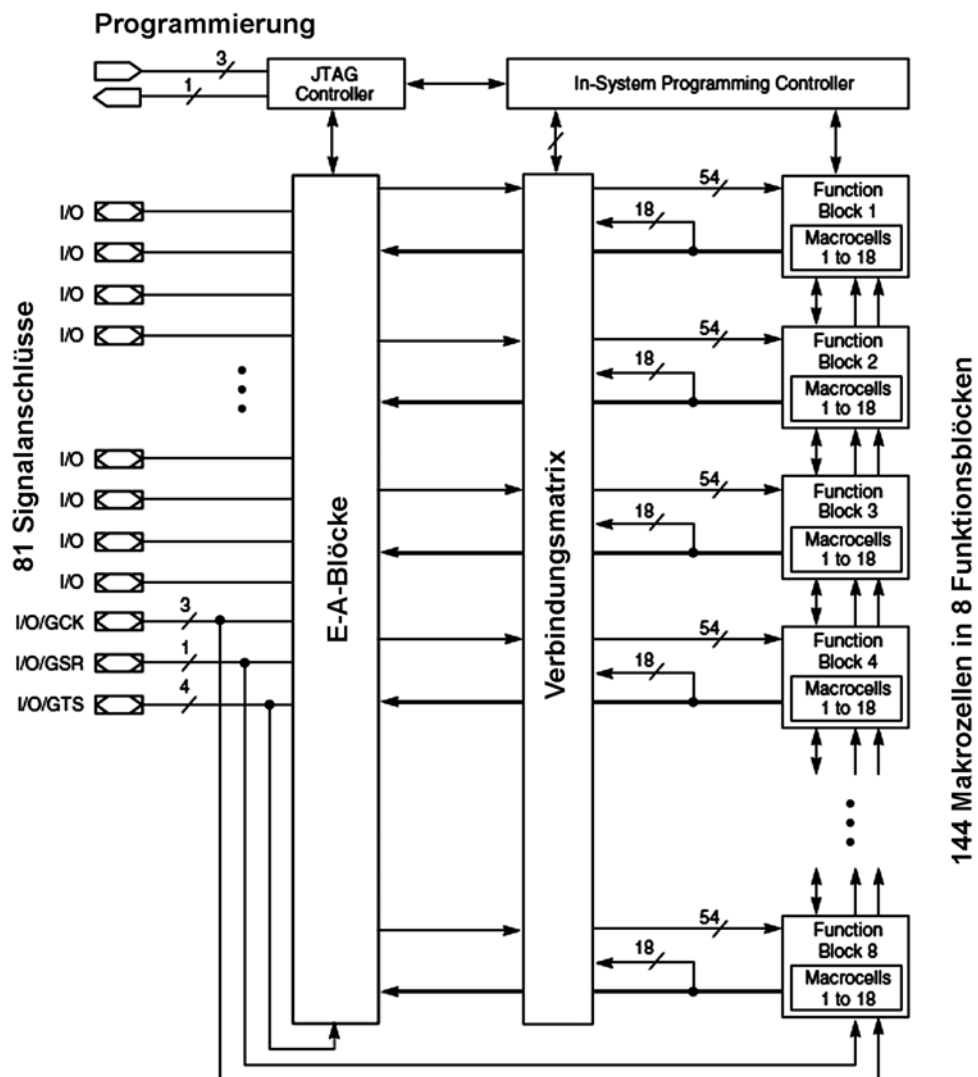 Programmierung
3
1
JTAG
Controller
In-System Programming Controller
81 Signalanschlüsse
I/O
I/O
I/O
I/O
I/O
I/O
I/O
I/O
I/O/GCK
3
I/O/GSR
1
I/O/GTS
4
E-A-Blöcke
Verbindungsmatrix
54
18
Function
Block 1
Macrocells
1 to 18
54
18
Function
Block 2
Macrocells
1 to 18
54
18
Function
Block 3
Macrocells
1 to 18
54
18
Function
Block 4
Macrocells
1 to 18
54
18
Function
Block 8
Macrocells
1 to 18
144 Makrozellen in 8 Funktionsblöcken